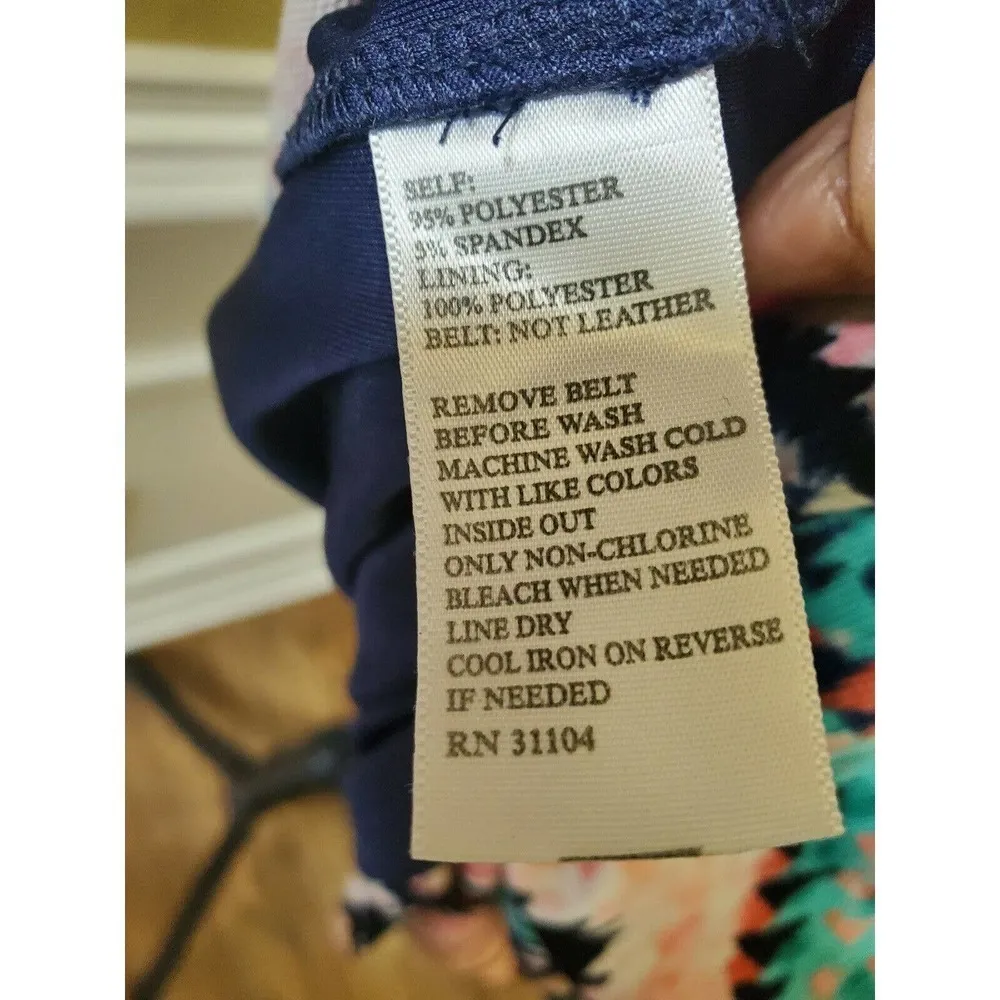 SELF:
95% POLYESTER
5% SPANDEX
LINING:
100% POLYESTER
BELT: NOT LEATHER
REMOVE BELT
BEFORE WASH
MACHINE WASH COLD
WITH LIKE COLORS
INSIDE OUT
ONLY NON-CHLORINE
BLEACH WHEN NEEDED
LINE DRY
COOL IRON ON REVERSE
IF NEEDED
RN 31104